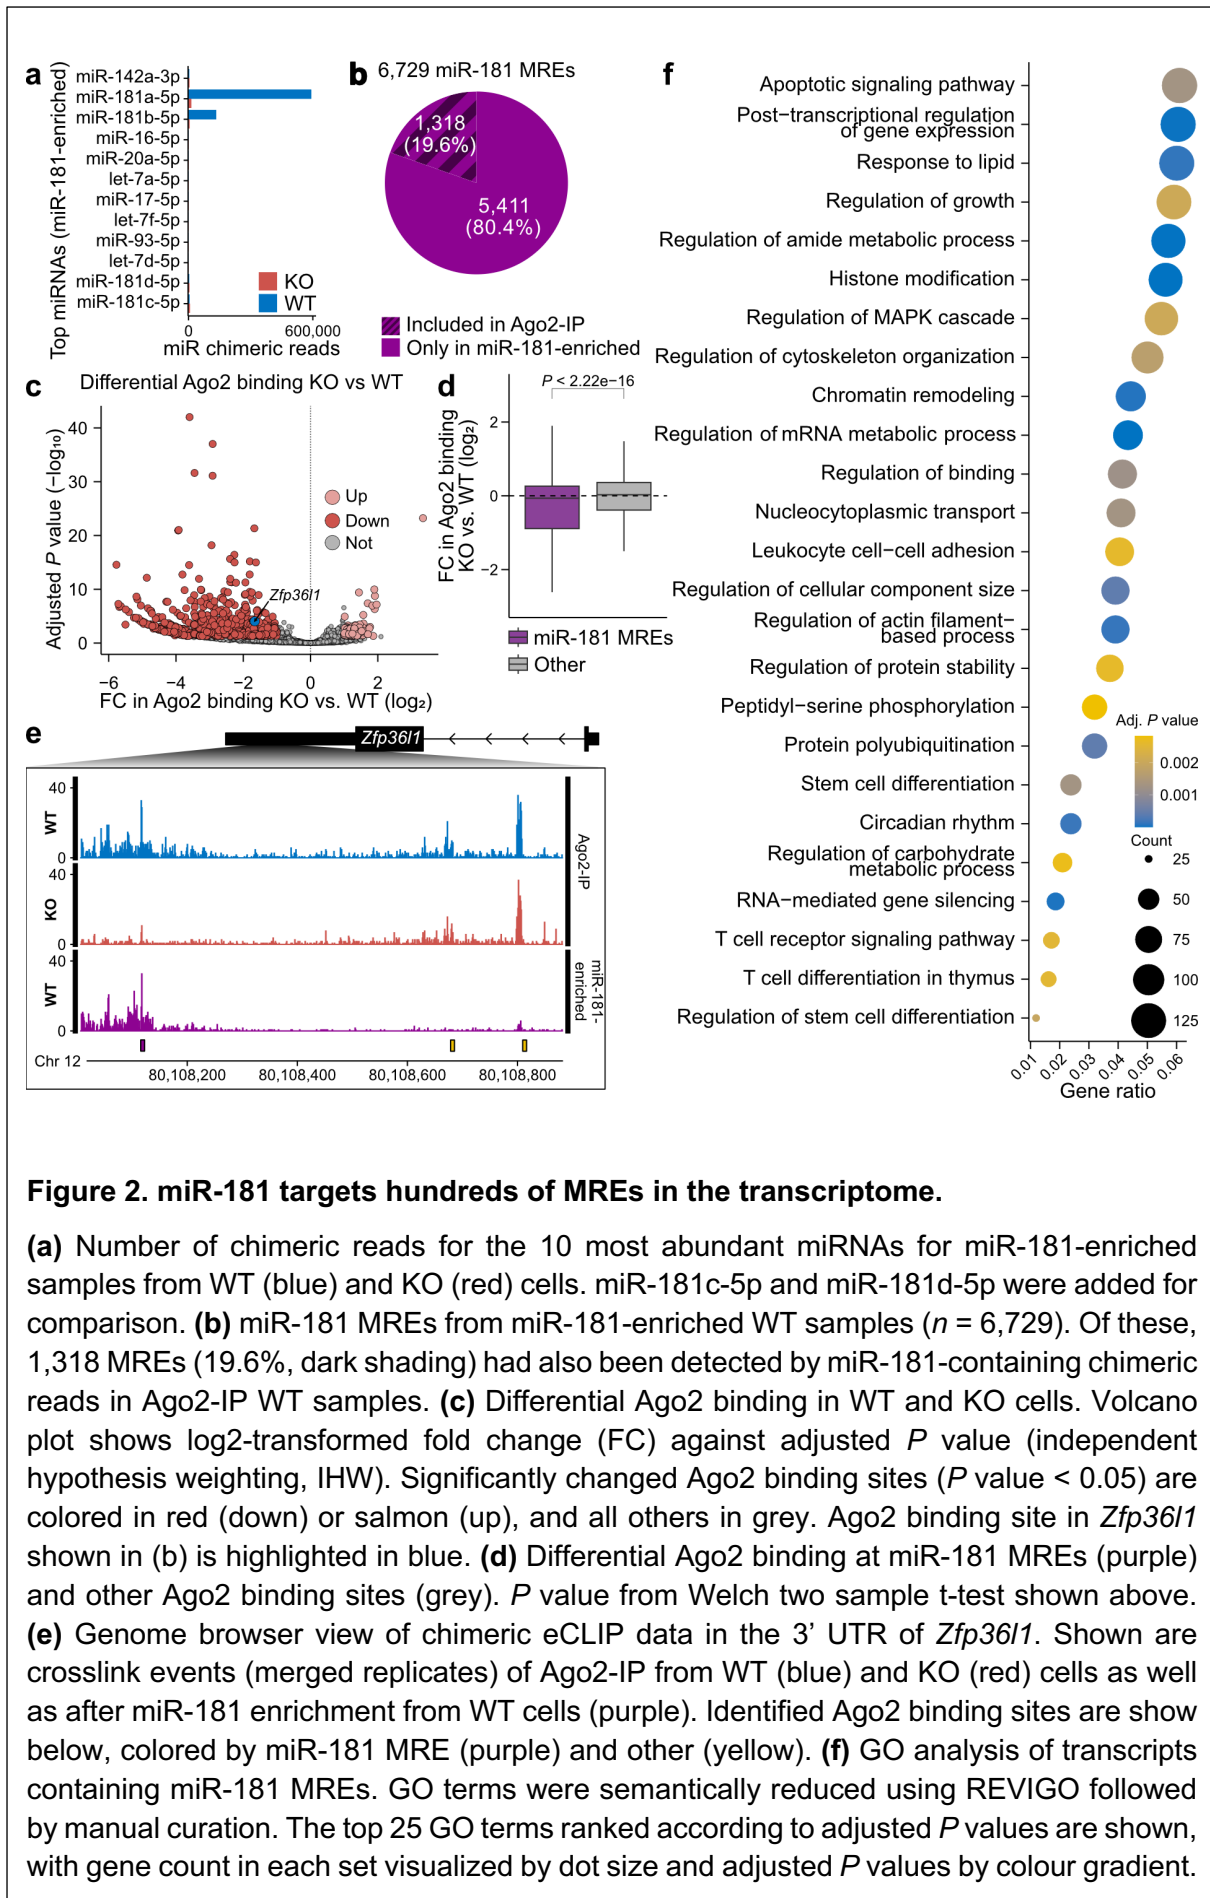 a
Top miRNAs (miR-181-enriched)
miR-142a-3p
miR-181a-5p
miR-181b-5p
miR-16-5p
miR-20a-5p
let-7a-5p
miR-17-5p
let-7f-5p
miR-93-5p
let-7d-5p
miR-181d-5p
miR-181c-5p
KO
WT
0
600,000
miR chimeric reads
b
6,729 miR-181 MREs
1,318
(19.6%)
5,411
(80.4%)
Included in Ago2-IP
Only in miR-181-enriched
c
Differential Ago2 binding KO vs WT
Adjusted P value (−log₁₀)
40
30
20
10
0
Up
Down
Not
Zfp36l1
−6
−4
−2
0
2
FC in Ago2 binding KO vs. WT (log₂)
d
P < 2.22e−16
FC in Ago2 binding
KO vs. WT (log₂)
2
0
−2
miR-181 MREs
Other
e
Zfp36l1
40
WT
0
40
KO
0
40
WT
0
Ago2-IP
miR-181-
enriched
Chr 12
80,108,200
80,108,400
80,108,600
80,108,800
f
Apoptotic signaling pathway
Post−transcriptional regulation
of gene expression
Response to lipid
Regulation of growth
Regulation of amide metabolic process
Histone modification
Regulation of MAPK cascade
Regulation of cytoskeleton organization
Chromatin remodeling
Regulation of mRNA metabolic process
Regulation of binding
Nucleocytoplasmic transport
Leukocyte cell−cell adhesion
Regulation of cellular component size
Regulation of actin filament−
based process
Regulation of protein stability
Peptidyl−serine phosphorylation
Protein polyubiquitination
Stem cell differentiation
Circadian rhythm
Regulation of carbohydrate
metabolic process
RNA−mediated gene silencing
T cell receptor signaling pathway
T cell differentiation in thymus
Regulation of stem cell differentiation
Adj. P value
0.002
0.001
Count
25
50
75
100
125
0.01
0.02
0.03
0.04
0.05
0.06
Gene ratio
Figure 2. miR-181 targets hundreds of MREs in the transcriptome.
(a) Number of chimeric reads for the 10 most abundant miRNAs for miR-181-enriched
samples from WT (blue) and KO (red) cells. miR-181c-5p and miR-181d-5p were added for
comparison. (b) miR-181 MREs from miR-181-enriched WT samples (n = 6,729). Of these,
1,318 MREs (19.6%, dark shading) had also been detected by miR-181-containing chimeric
reads in Ago2-IP WT samples. (c) Differential Ago2 binding in WT and KO cells. Volcano
plot shows log2-transformed fold change (FC) against adjusted P value (independent
hypothesis weighting, IHW). Significantly changed Ago2 binding sites (P value < 0.05) are
colored in red (down) or salmon (up), and all others in grey. Ago2 binding site in Zfp36l1
shown in (b) is highlighted in blue. (d) Differential Ago2 binding at miR-181 MREs (purple)
and other Ago2 binding sites (grey). P value from Welch two sample t-test shown above.
(e) Genome browser view of chimeric eCLIP data in the 3’ UTR of Zfp36l1. Shown are
crosslink events (merged replicates) of Ago2-IP from WT (blue) and KO (red) cells as well
as after miR-181 enrichment from WT cells (purple). Identified Ago2 binding sites are show
below, colored by miR-181 MRE (purple) and other (yellow). (f) GO analysis of transcripts
containing miR-181 MREs. GO terms were semantically reduced using REVIGO followed
by manual curation. The top 25 GO terms ranked according to adjusted P values are shown,
with gene count in each set visualized by dot size and adjusted P values by colour gradient.